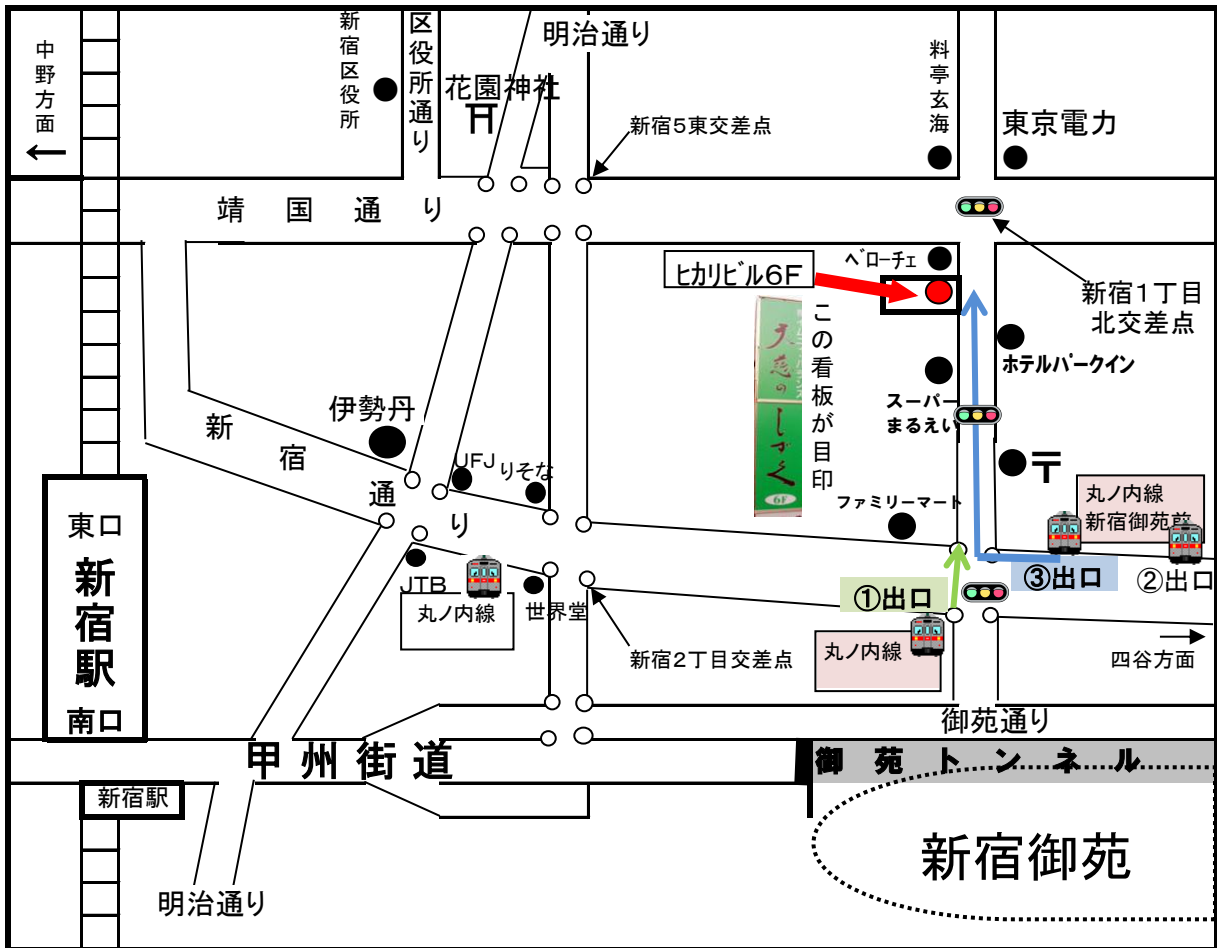 中野方面
←
新宿区役所
区役所通り
明治通り
花園神社
新宿5東交差点
料亭玄海
東京電力
靖国通り
ベローチェ
ヒカリビル6F
新宿1丁目
北交差点
この看板が目印
天慈の
しづく
6F
ホテルパークイン
スーパー
まるえい
伊勢丹
新宿通り
UFJ
りそな
〒
ファミリーマート
丸ノ内線
新宿御苑前
東口
新宿駅
南口
JTB
丸ノ内線
世界堂
①出口
③出口
②出口
丸ノ内線
新宿2丁目交差点
四谷方面
御苑通り
甲州街道
御苑トンネル
新宿駅
新宿御苑
明治通り